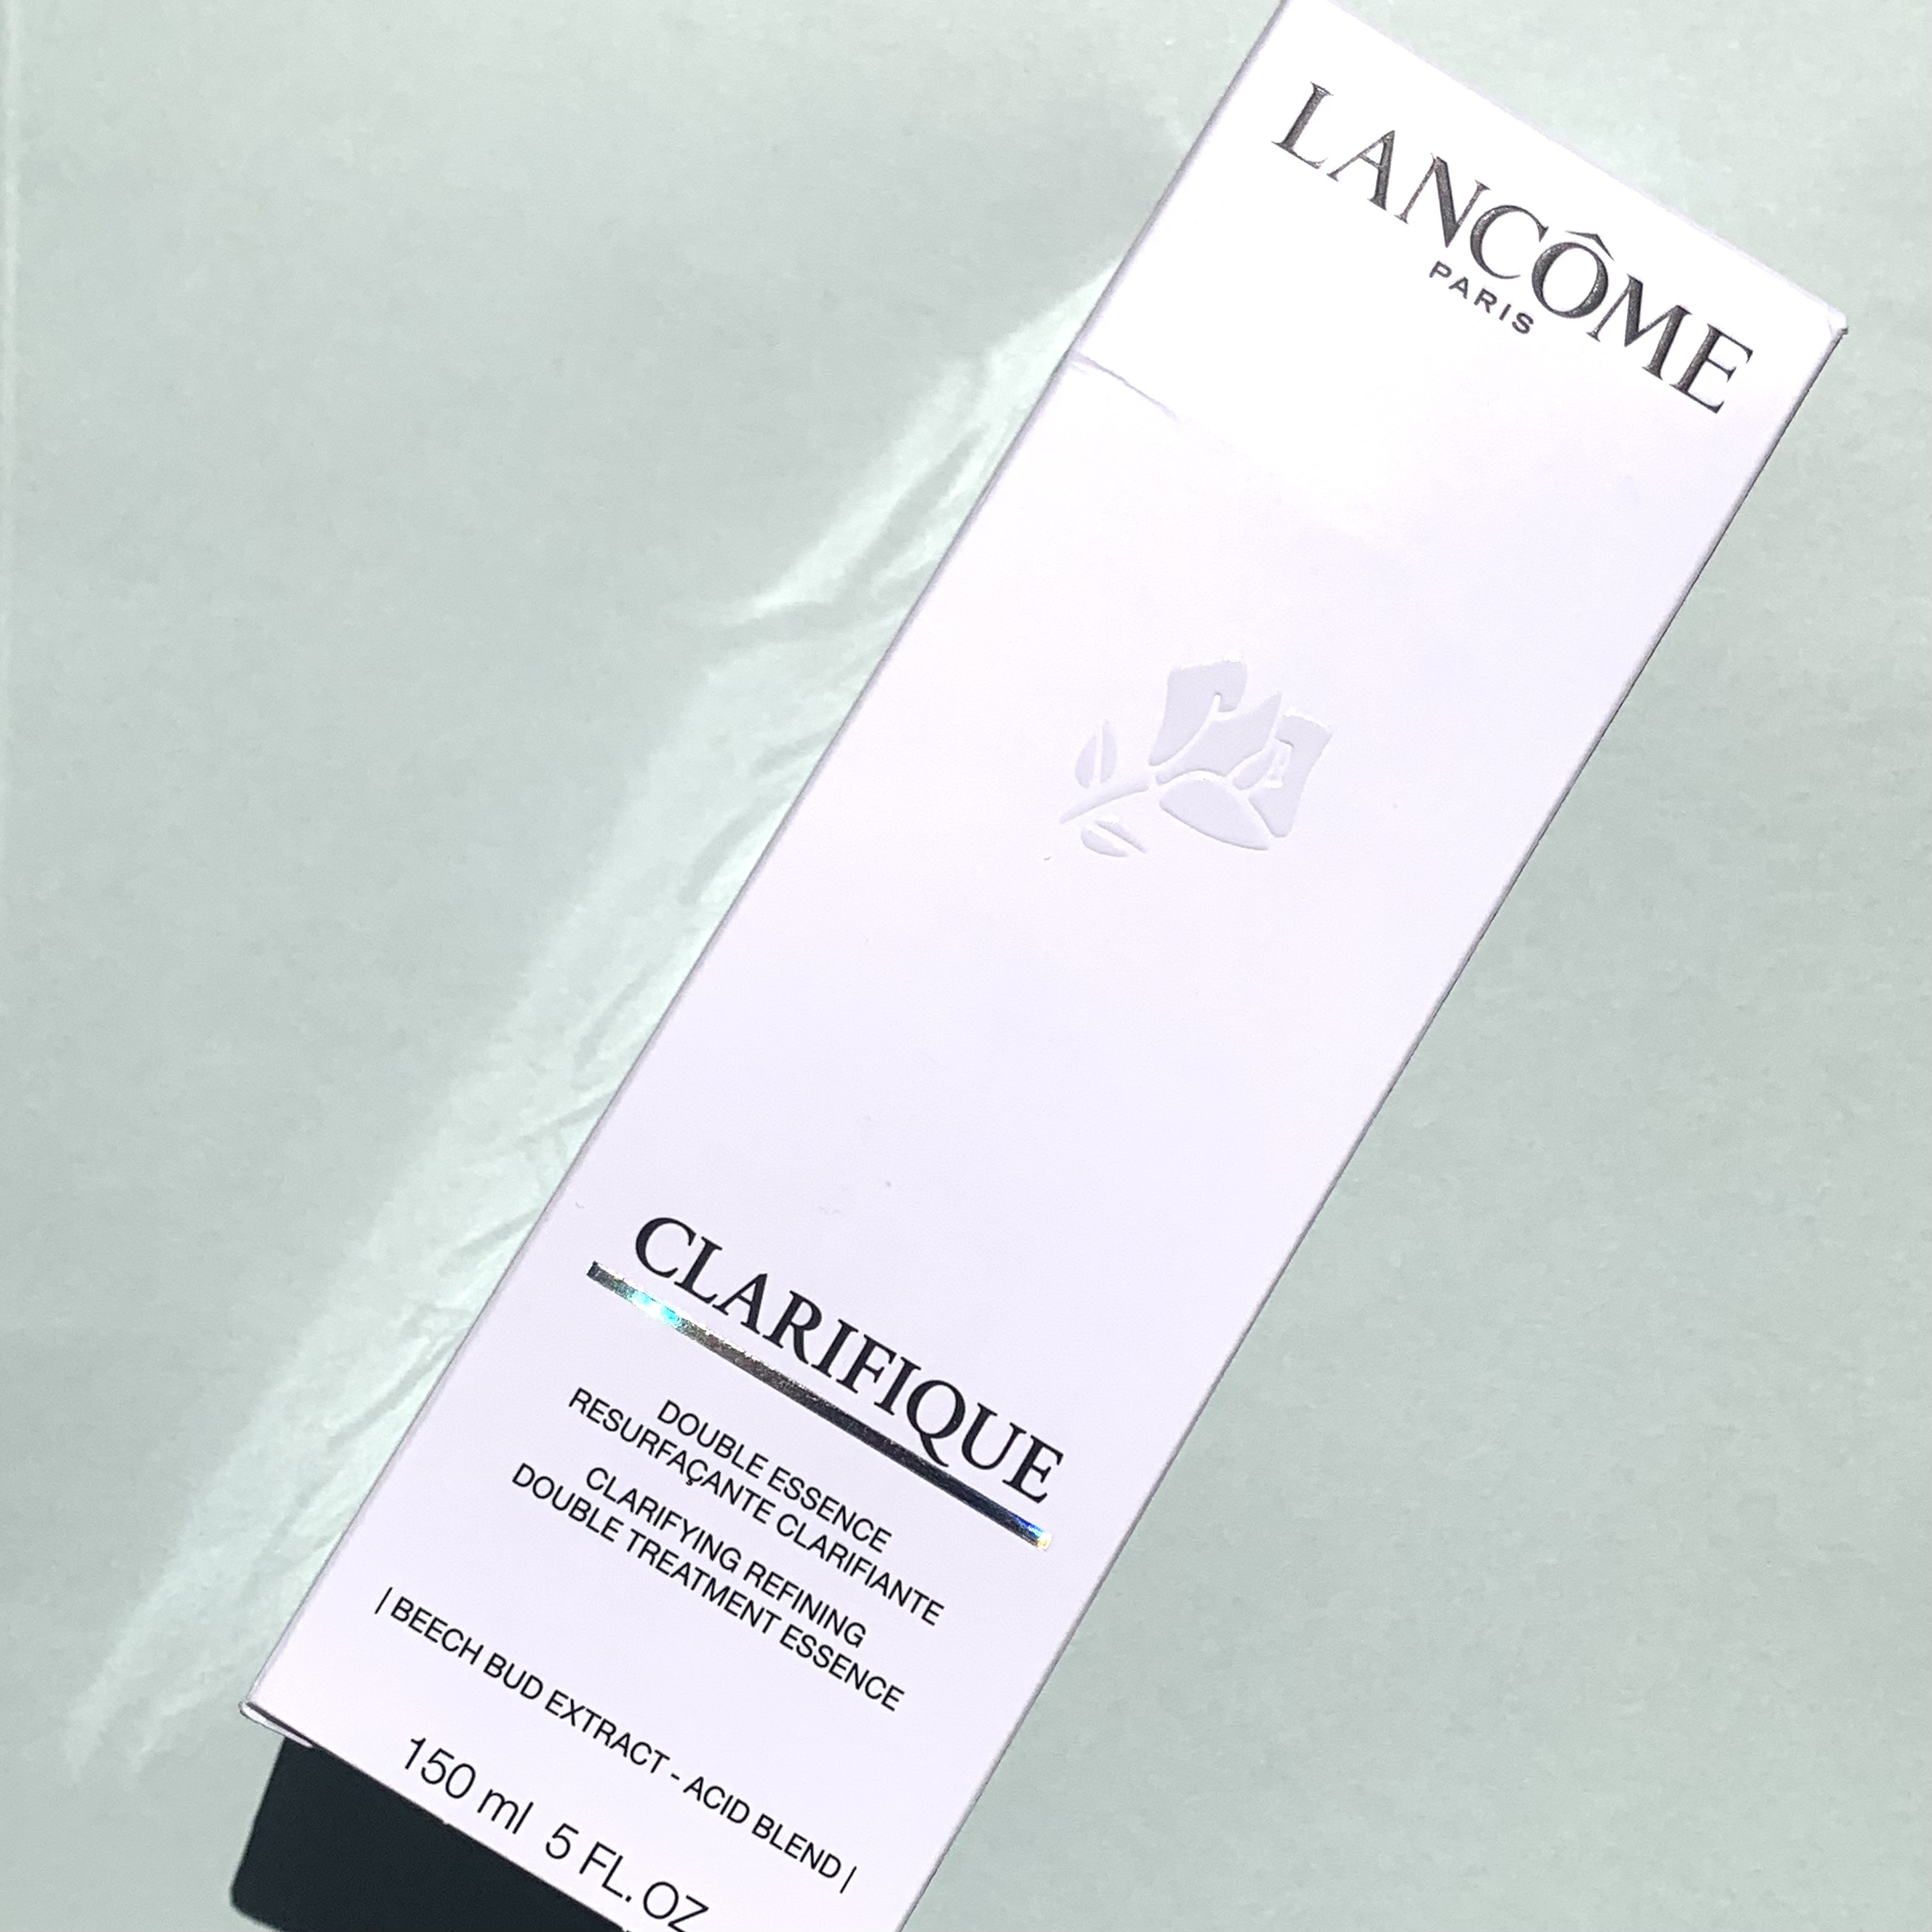 LANCÔME
PARIS
CLARIFIQUE
DOUBLE ESSENCE
RESURFAÇANTE CLARIFIANTE
CLARIFYING REFINING
DOUBLE TREATMENT ESSENCE
| BEECH BUD EXTRACT - ACID BLEND |
150 ml 5 FL. OZ